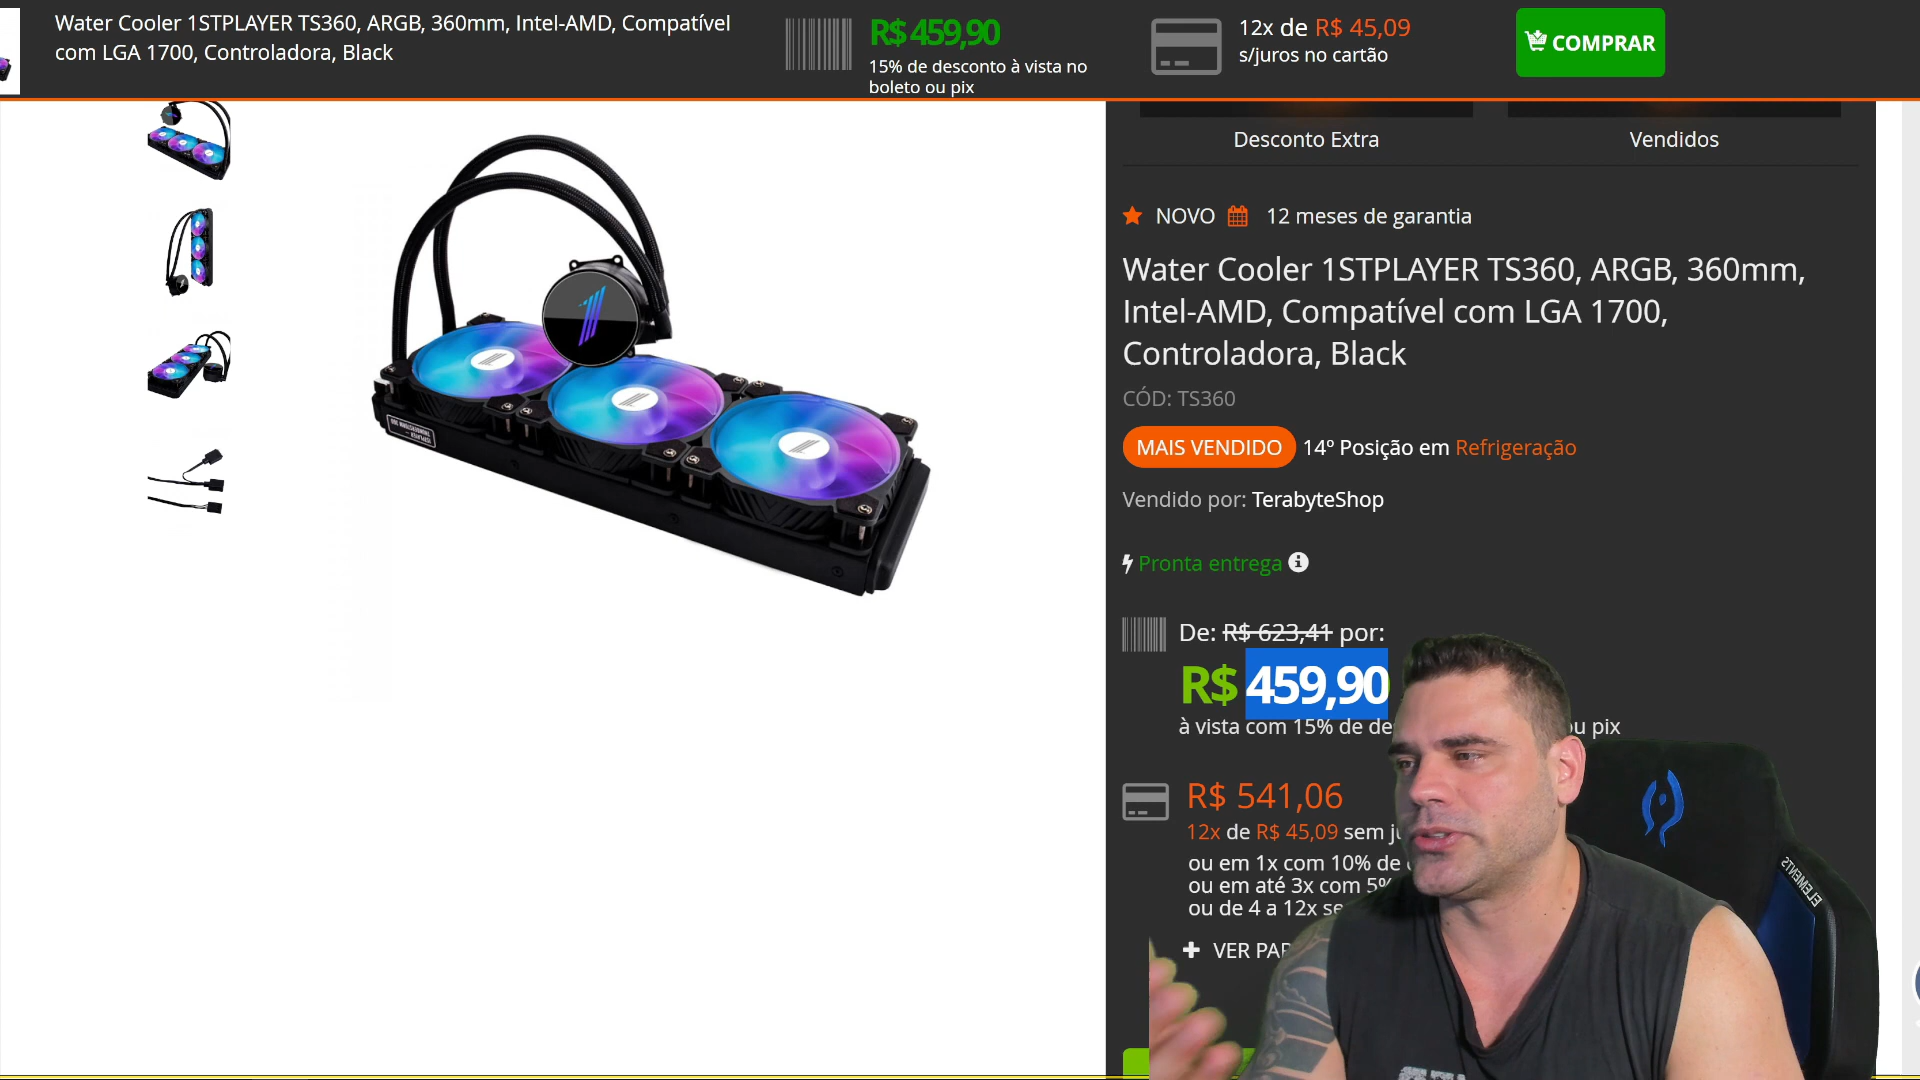 Water Cooler 1STPLAYER TS360, ARGB, 360mm, Intel-AMD, Compatível
com LGA 1700, Controladora, Black
R$ 459,90
15% de desconto à vista no
boleto ou pix
12x de R$ 45,09
s/juros no cartão
COMPRAR
Desconto Extra
Vendidos
NOVO 12 meses de garantia
Water Cooler 1STPLAYER TS360, ARGB, 360mm,
Intel-AMD, Compatível com LGA 1700,
Controladora, Black
CÓD: TS360
MAIS VENDIDO 14º Posição em Refrigeração
Vendido por: TerabyteShop
Pronta entrega
De: R$ 623,41 por:
R$ 459,90
à vista com 15% de de ou pix
R$ 541,06
12x de R$ 45,09 sem ju
ou em 1x com 10% de
ou em até 3x com 5%
ou de 4 a 12x se
+ VER PAR
ELEMENTS